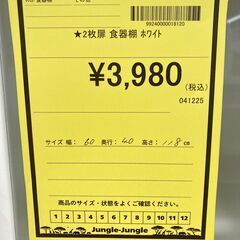 99240000018120
★2枚扉 食器棚 ホワイト
¥3,980
(税込)
041225
サイズ 幅: 60 奥行: 40 高さ: 118 cm
商品のサイズをよくご確認ください。
1 2 3 4 5 6 7 8 9 10 11 12
Jungle-Jungle